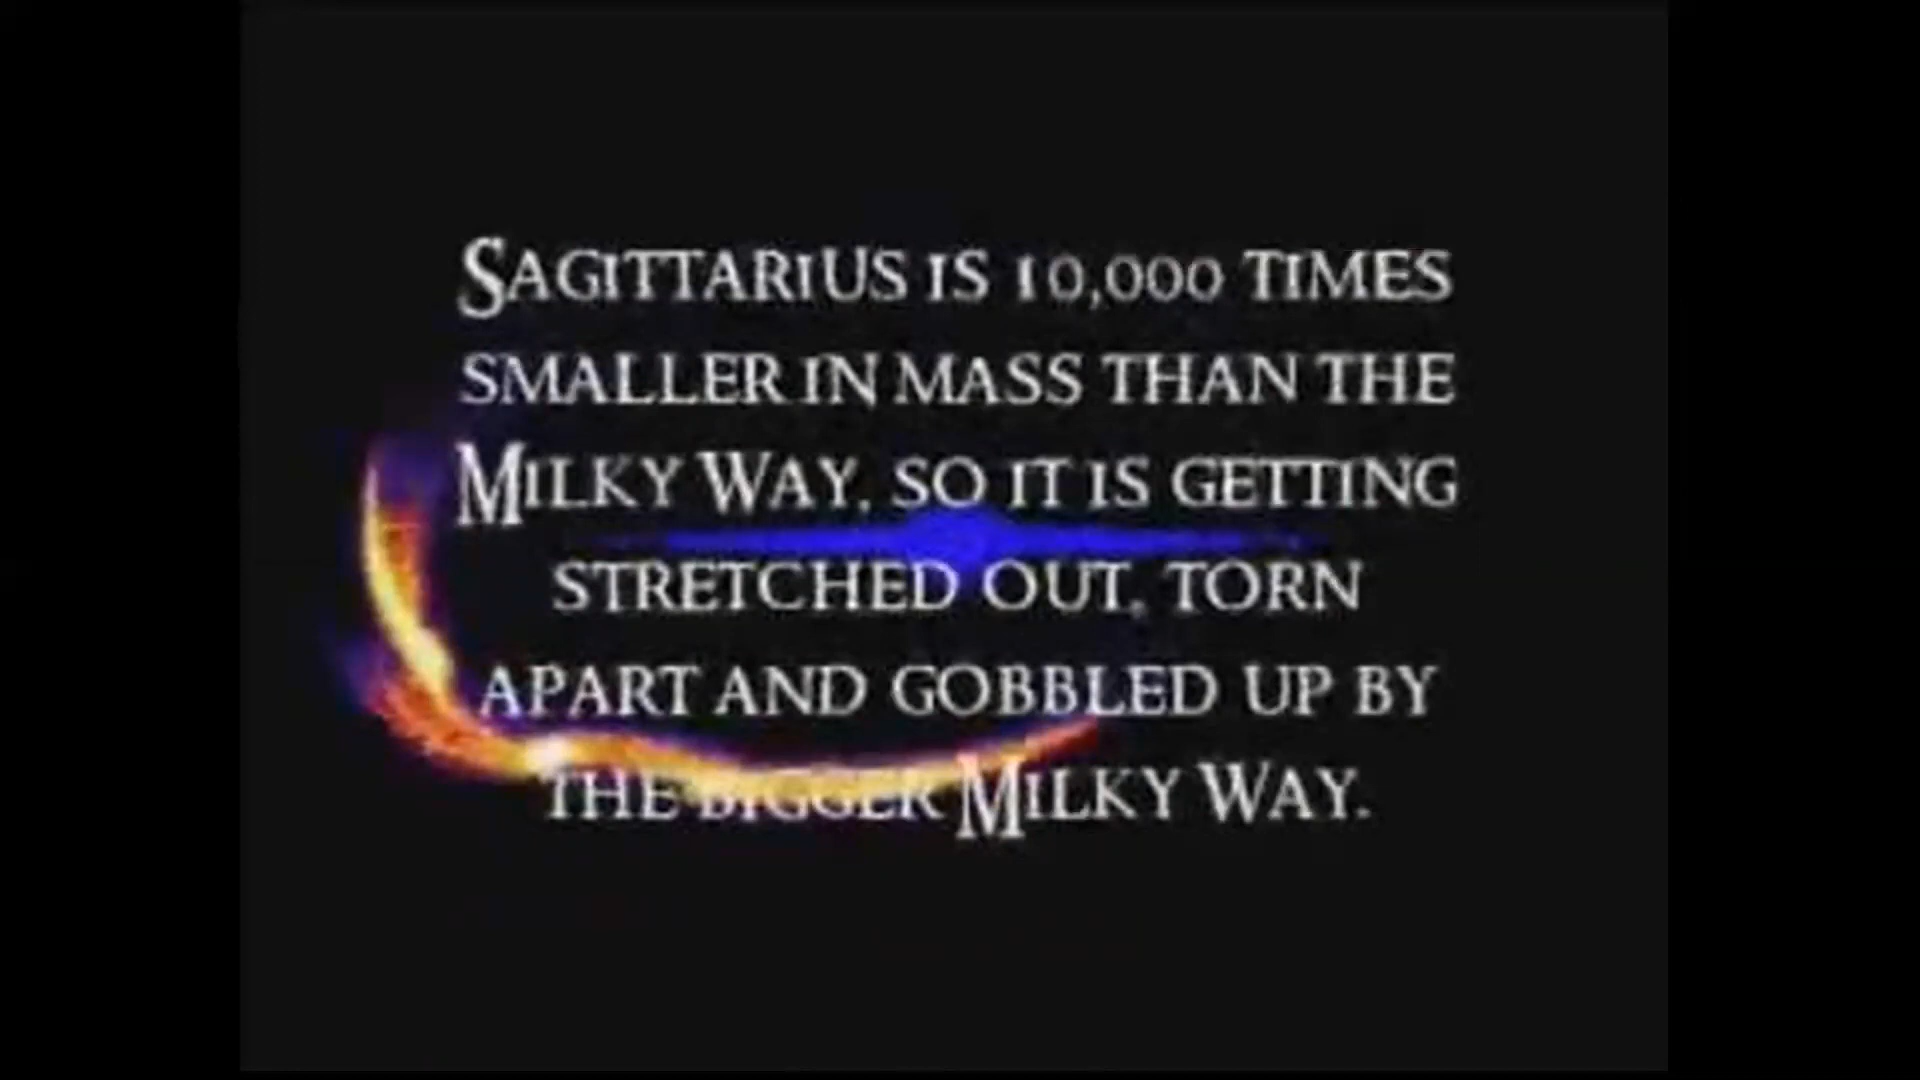 SAGITTARIUS IS 10,000 TIMES
SMALLER IN MASS THAN THE
MILKY WAY, SO IT IS GETTING
STRETCHED OUT, TORN
APART AND GOBBLED UP BY
THE BIGGER MILKY WAY.